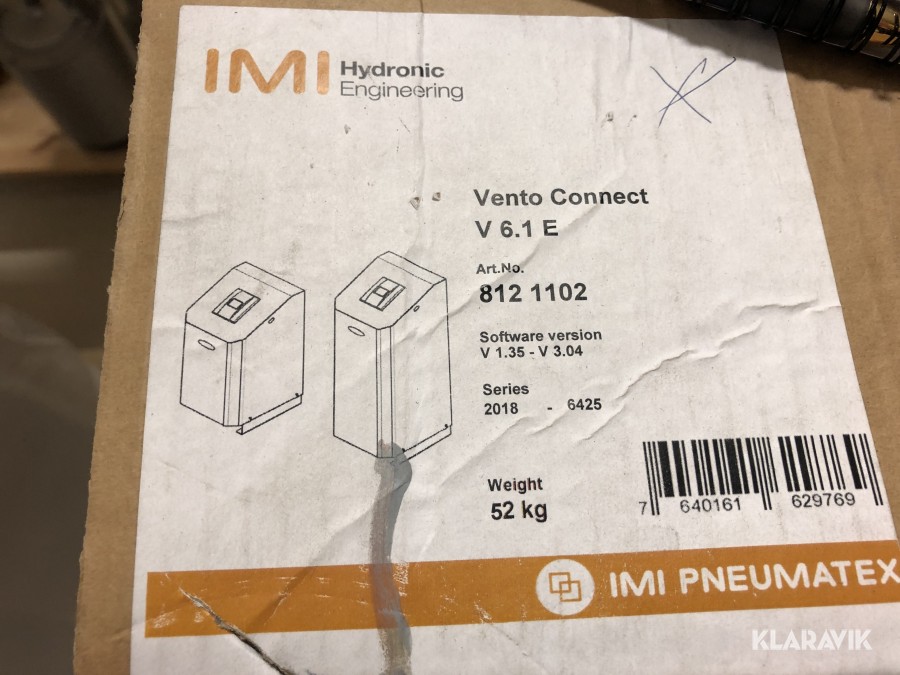 IMI Hydronic
Engineering
Vento Connect
V 6.1 E
Art.No.
812 1102
Software version
V 1.35 - V 3.04
Series
2018 - 6425
Weight
52 kg
7 640161 629769
IMI PNEUMATEX
KLARAVIK